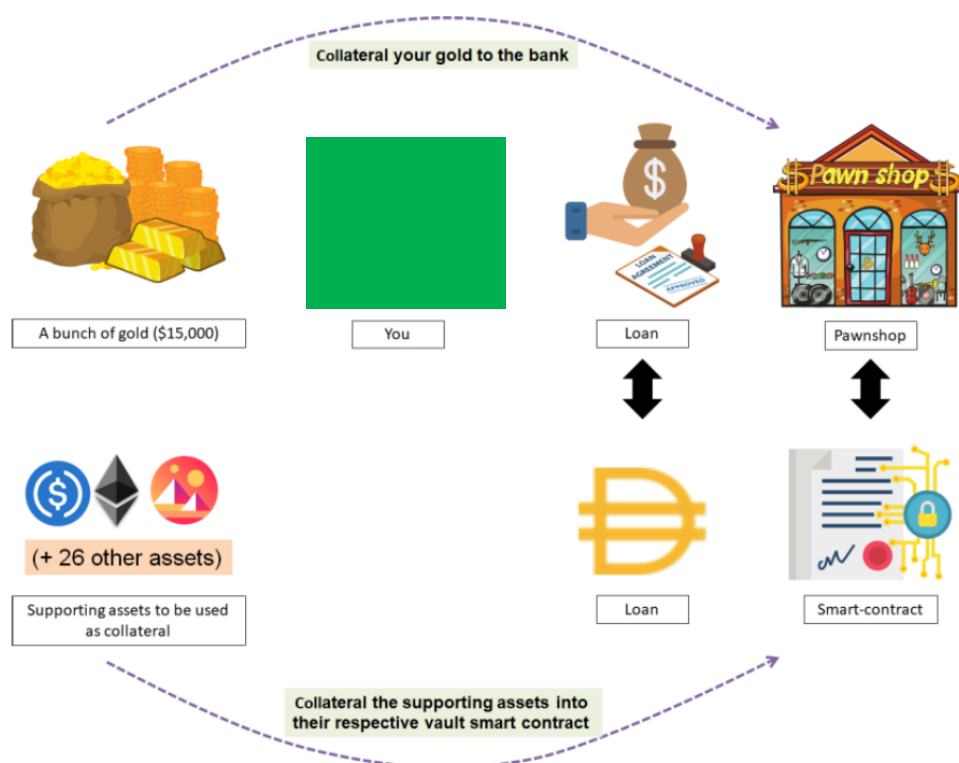 Collateral your gold to the bank
$
$Pawn shop$
LOAN
AGREEMENT
APPROVED
A bunch of gold ($15,000)
You
Loan
Pawnshop
$
(+ 26 other assets)
Supporting assets to be used
as collateral
Loan
Smart-contract
Collateral the supporting assets into
their respective vault smart contract